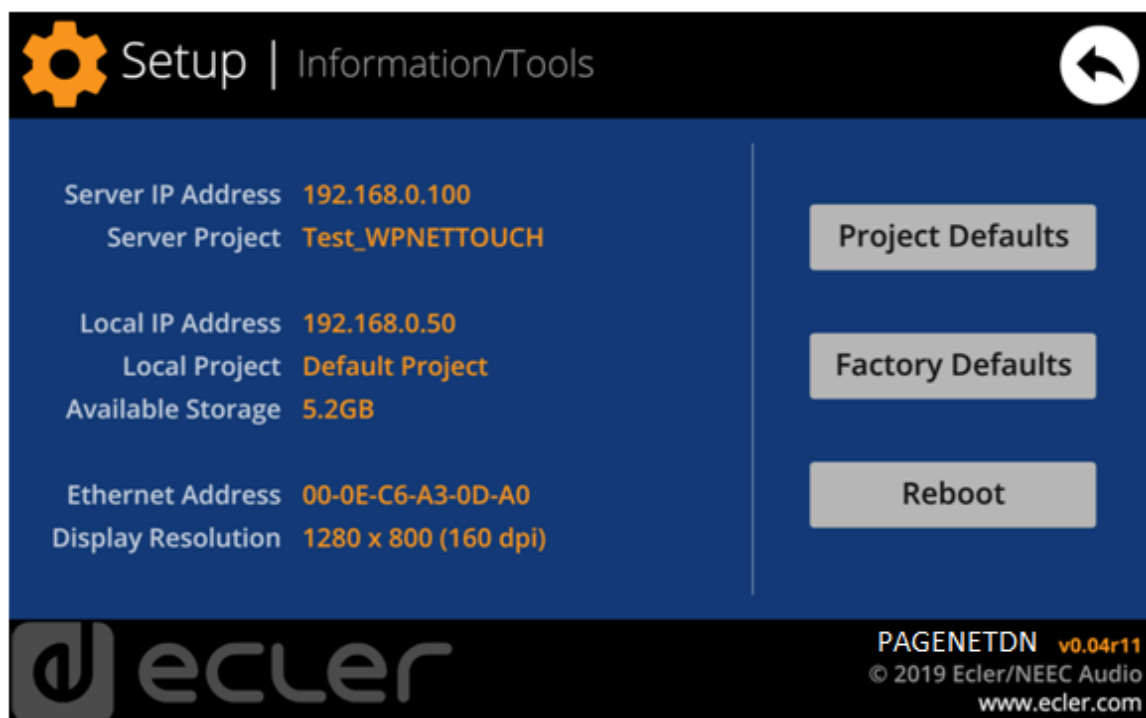 Setup | Information/Tools
Server IP Address 192.168.0.100
Server Project Test_WPNETTOUCH
Local IP Address 192.168.0.50
Local Project Default Project
Available Storage 5.2GB
Ethernet Address 00-0E-C6-A3-0D-A0
Display Resolution 1280 x 800 (160 dpi)
Project Defaults
Factory Defaults
Reboot
ecler
PAGENETDN v0.04r11
© 2019 Ecler/NEEC Audio
www.ecler.com